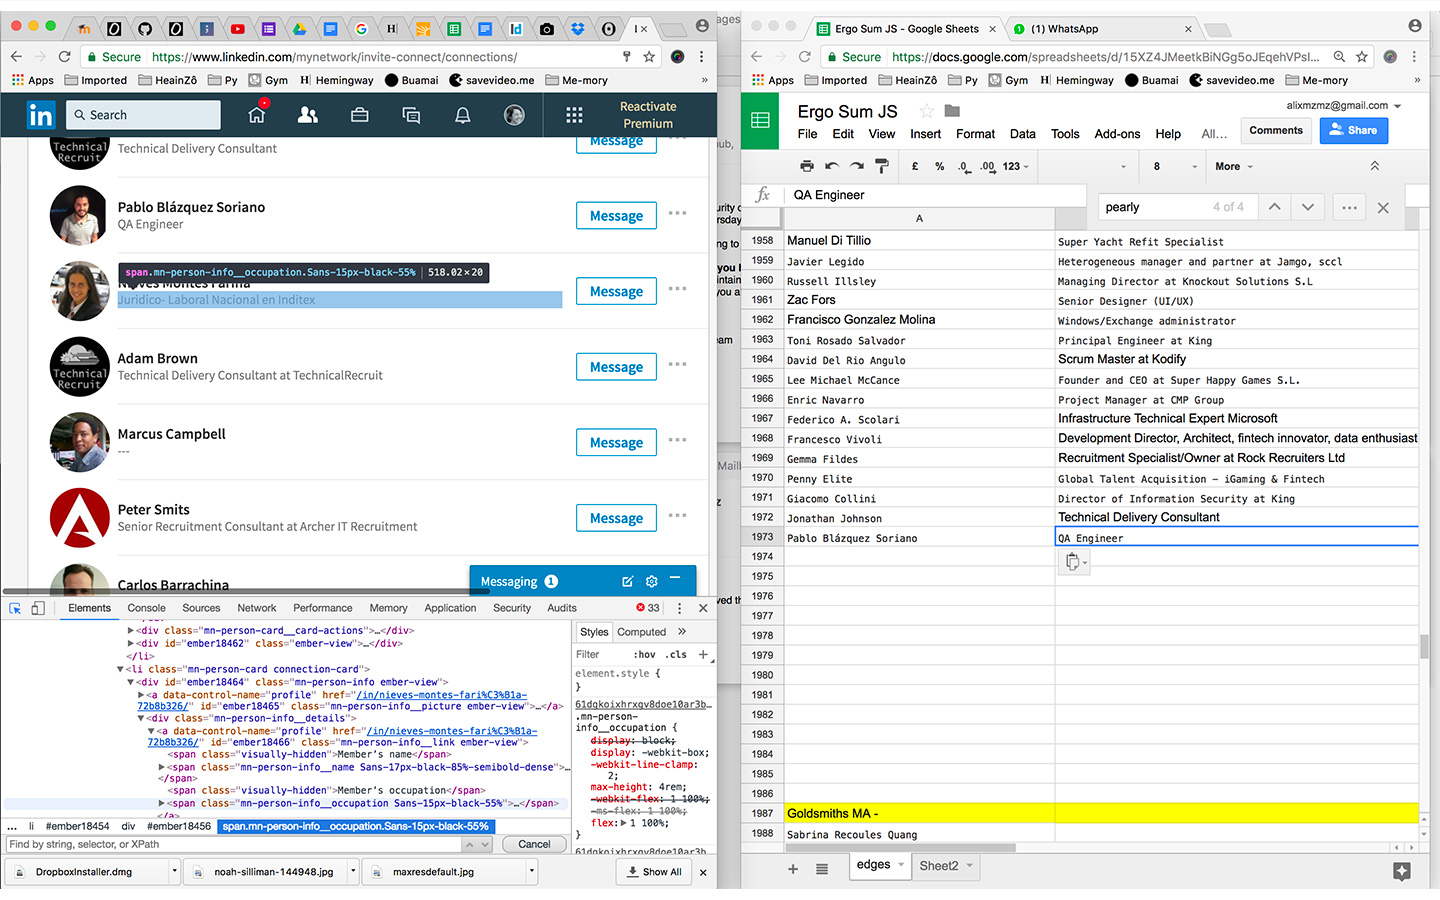 Secure
https://www.linkedin.com/mynetwork/invite-connect/connections/
Apps
Imported
HeainZô
Py
Gym
Hemingway
Buamai
savevideo.me
Me-mory
»
in
Search
Reactivate
Premium
Technical
Recruit
Technical Delivery Consultant
Message
Pablo Blázquez Soriano
QA Engineer
Message
span.mn-person-info__occupation.Sans-15px-black-55% | 518.02×20
Nieves Montes Fariña
Juridico- Laboral Nacional en Inditex
Message
Technical
Recruit
Adam Brown
Technical Delivery Consultant at TechnicalRecruit
Message
Marcus Campbell
---
Message
Peter Smits
Senior Recruitment Consultant at Archer IT Recruitment
Message
Carlos Barrachina
Messaging 1
Elements Console Sources Network Performance Memory Application Security Audits 33
▶<div class="mn-person-card__card-actions">…</div>
▶<div id="ember18462" class="ember-view">…</div>
</li>
▼<li class="mn-person-card connection-card">
▼<div id="ember18464" class="mn-person-info ember-view">
▶<a data-control-name="profile" href="/in/nieves-montes-fari%C3%B1a-
72b8b326/" id="ember18465" class="mn-person-info__picture ember-view">…</a>
▼<div class="mn-person-info__details">
▼<a data-control-name="profile" href="/in/nieves-montes-fari%C3%B1a-
72b8b326/" id="ember18466" class="mn-person-info__link ember-view">
<span class="visually-hidden">Member's name</span>
▶<span class="mn-person-info__name Sans-17px-black-85%-semibold-dense">…
</span>
<span class="visually-hidden">Member's occupation</span>
▶<span class="mn-person-info__occupation Sans-15px-black-55%">…</span>
</a>
… li #ember18454 div #ember18456 span.mn-person-info__occupation.Sans-15px-black-55%
Find by string, selector, or XPath
Cancel
Styles Computed »
Filter :hov .cls +
element.style {
}
.mn-person-
info__occupation {
display: block;
display: -webkit-box;
-webkit-line-clamp:
2;
max-height: 4rem;
-webkit-flex: 1 100%;
-ms-flex: 1 100%;
flex:▶1 100%;
}
DropboxInstaller.dmg
noah-silliman-144948.jpg
maxresdefault.jpg
Show All
Ergo Sum JS - Google Sheets
(1) WhatsApp
Secure
https://docs.google.com/spreadsheets/d/15XZ4JMeetkBiNGg5oJEqehVPsI...
Apps
Imported
HeainZô
Py
Gym
Hemingway
Buamai
savevideo.me
Me-mory
»
Ergo Sum JS
alixmzmz@gmail.com
File Edit View Insert Format Data Tools Add-ons Help All…
Comments
Share
£ % .0 .00 123
8
More
fx QA Engineer
pearly 4 of 4
A
1958 Manuel Di Tillio Super Yacht Refit Specialist
1959 Javier Legido Heterogeneous manager and partner at Jamgo, sccl
1960 Russell Illsley Managing Director at Knockout Solutions S.L
1961 Zac Fors Senior Designer (UI/UX)
1962 Francisco Gonzalez Molina Windows/Exchange administrator
1963 Toni Rosado Salvador Principal Engineer at King
1964 David Del Rio Angulo Scrum Master at Kodify
1965 Lee Michael McCance Founder and CEO at Super Happy Games S.L.
1966 Enric Navarro Project Manager at CMP Group
1967 Federico A. Scolari Infrastructure Technical Expert Microsoft
1968 Francesco Vivoli Development Director, Architect, fintech innovator, data enthusiast
1969 Gemma Fildes Recruitment Specialist/Owner at Rock Recruiters Ltd
1970 Penny Elite Global Talent Acquisition – iGaming & Fintech
1971 Giacomo Collini Director of Information Security at King
1972 Jonathan Johnson Technical Delivery Consultant
1973 Pablo Blázquez Soriano QA Engineer
1974
1975
1976
1977
1978
1979
1980
1981
1982
1983
1984
1985
1986
1987 Goldsmiths MA -
1988 Sabrina Recoules Quang
edges
Sheet2